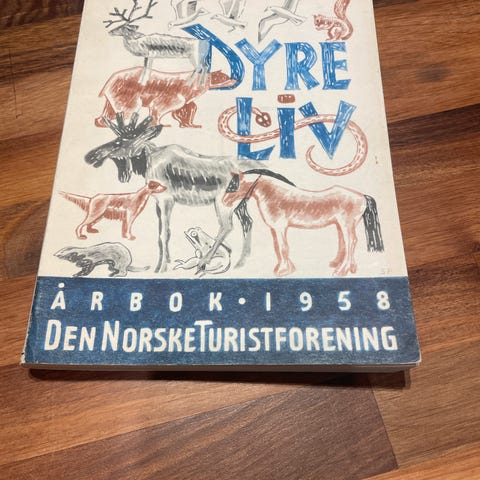 DYRE
LIV
ÅRBOK • 1958
DEN NORSKE TURISTFORENING